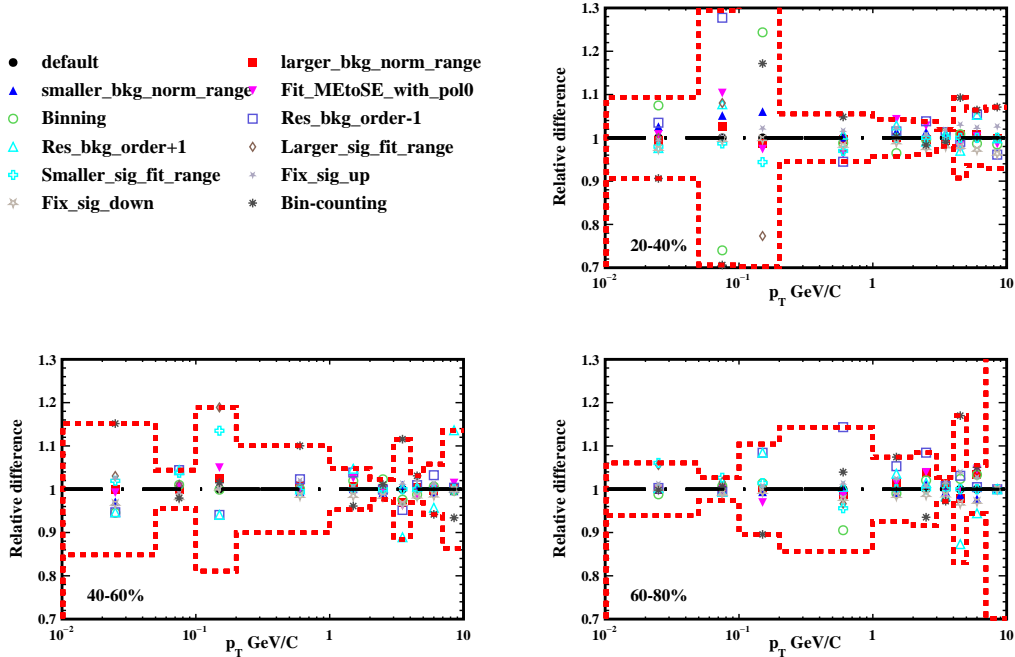 default
larger_bkg_norm_range
smaller_bkg_norm_range
Fit_MEtoSE_with_pol0
Binning
Res_bkg_order-1
Res_bkg_order+1
Larger_sig_fit_range
Smaller_sig_fit_range
Fix_sig_up
Fix_sig_down
Bin-counting
Relative difference
1.3
1.2
1.1
1
0.9
0.8
0.7
20-40%
10⁻² 10⁻¹ 1 10
p_T GeV/C
Relative difference
1.3
1.2
1.1
1
0.9
0.8
0.7
40-60%
10⁻² 10⁻¹ 1 10
p_T GeV/C
Relative difference
1.3
1.2
1.1
1
0.9
0.8
0.7
60-80%
10⁻² 10⁻¹ 1 10
p_T GeV/C